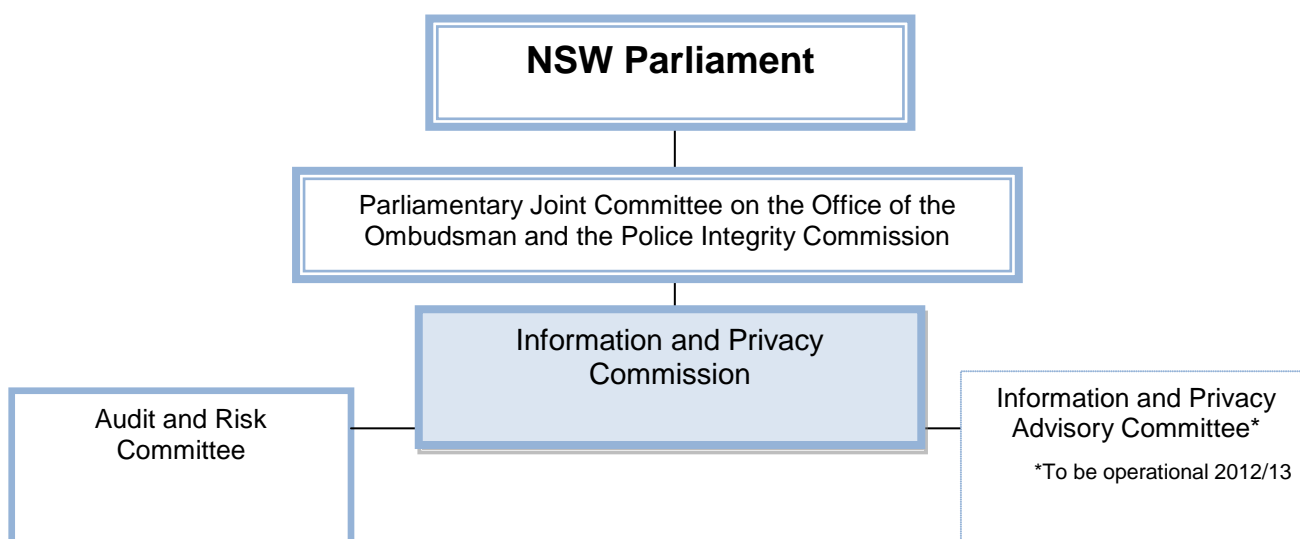 NSW Parliament
Parliamentary Joint Committee on the Office of the
Ombudsman and the Police Integrity Commission
Information and Privacy
Commission
Audit and Risk
Committee
Information and Privacy
Advisory Committee*
*To be operational 2012/13